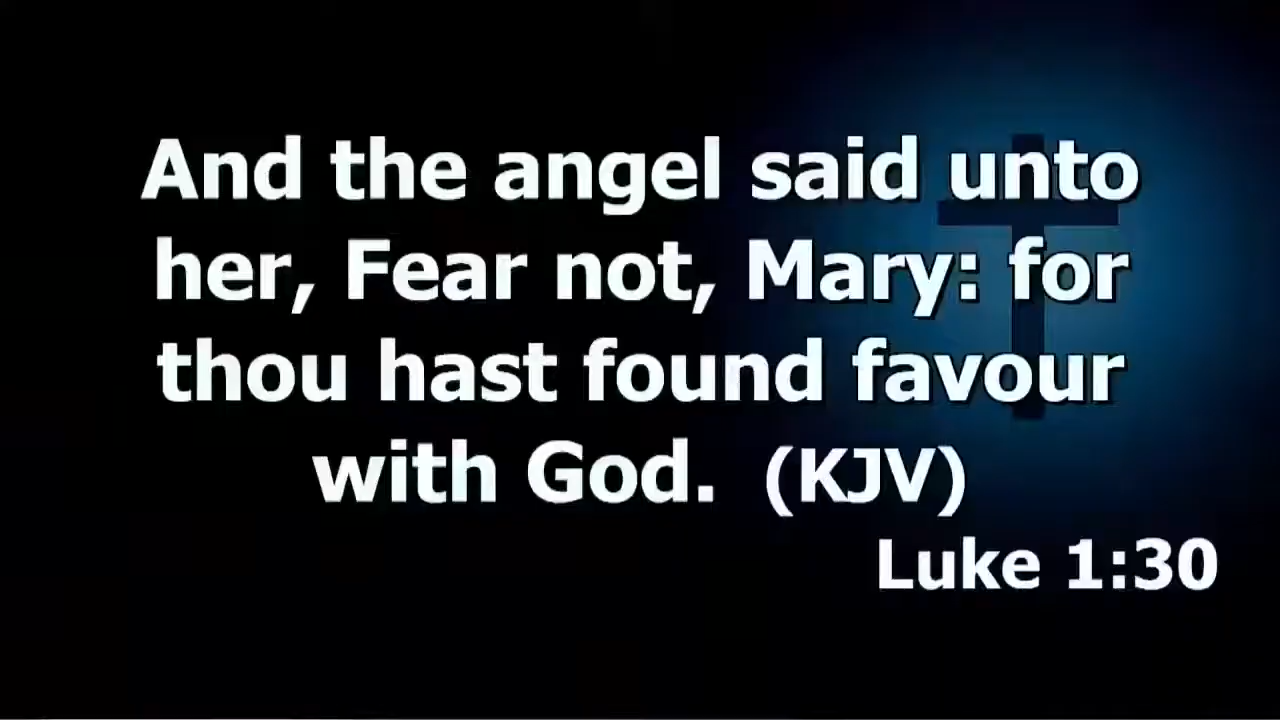 And the angel said unto
her, Fear not, Mary: for
thou hast found favour
with God. (KJV)
Luke 1:30